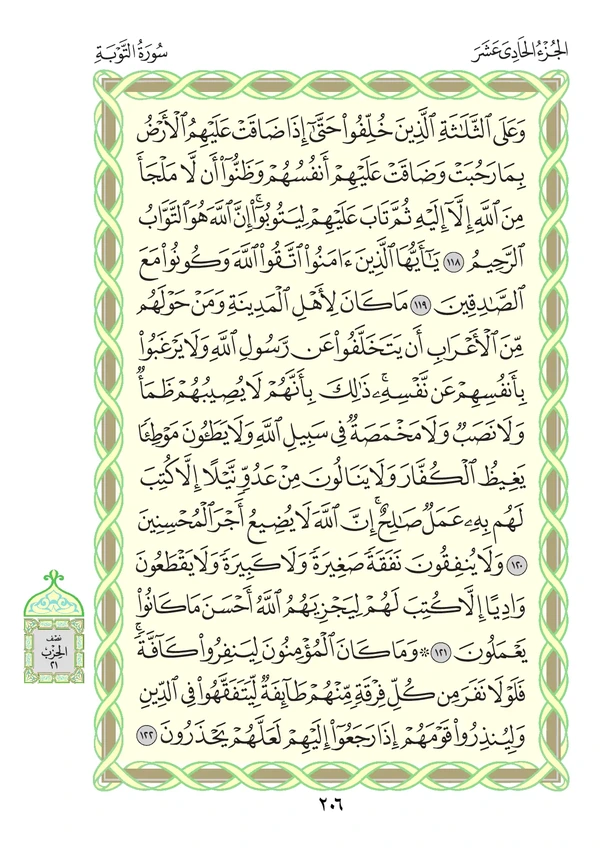 الجُزْءُ الحَادِىَ عَشَرَ
سُورَةُ التَّوْبَةِ
وَعَلَى ٱلثَّلَـٰثَةِ ٱلَّذِينَ خُلِّفُوا۟ حَتَّىٰٓ إِذَا ضَاقَتْ عَلَيْهِمُ ٱلْأَرْضُ
بِمَا رَحُبَتْ وَضَاقَتْ عَلَيْهِمْ أَنفُسُهُمْ وَظَنُّوٓا۟ أَن لَّا مَلْجَأَ
مِنَ ٱللَّهِ إِلَّآ إِلَيْهِ ثُمَّ تَابَ عَلَيْهِمْ لِيَتُوبُوٓا۟ ۚ إِنَّ ٱللَّهَ هُوَ ٱلتَّوَّابُ
ٱلرَّحِيمُ ١١٨ يَـٰٓأَيُّهَا ٱلَّذِينَ ءَامَنُوا۟ ٱتَّقُوا۟ ٱللَّهَ وَكُونُوا۟ مَعَ
ٱلصَّـٰدِقِينَ ١١٩ مَا كَانَ لِأَهْلِ ٱلْمَدِينَةِ وَمَنْ حَوْلَهُم
مِّنَ ٱلْأَعْرَابِ أَن يَتَخَلَّفُوا۟ عَن رَّسُولِ ٱللَّهِ وَلَا يَرْغَبُوا۟
بِأَنفُسِهِمْ عَن نَّفْسِهِۦ ۚ ذَٰلِكَ بِأَنَّهُمْ لَا يُصِيبُهُمْ ظَمَأٌ
وَلَا نَصَبٌ وَلَا مَخْمَصَةٌ فِى سَبِيلِ ٱللَّهِ وَلَا يَطَـُٔونَ مَوْطِئًا
يَغِيظُ ٱلْكُفَّارَ وَلَا يَنَالُونَ مِنْ عَدُوٍّ نَّيْلًا إِلَّا كُتِبَ
لَهُم بِهِۦ عَمَلٌ صَـٰلِحٌ ۚ إِنَّ ٱللَّهَ لَا يُضِيعُ أَجْرَ ٱلْمُحْسِنِينَ
١٢٠ وَلَا يُنفِقُونَ نَفَقَةً صَغِيرَةً وَلَا كَبِيرَةً وَلَا يَقْطَعُونَ
وَادِيًا إِلَّا كُتِبَ لَهُمْ لِيَجْزِيَهُمُ ٱللَّهُ أَحْسَنَ مَا كَانُوا۟
يَعْمَلُونَ ١٢١ ۞ وَمَا كَانَ ٱلْمُؤْمِنُونَ لِيَنفِرُوا۟ كَآفَّةً ۚ
فَلَوْلَا نَفَرَ مِن كُلِّ فِرْقَةٍ مِّنْهُمْ طَآئِفَةٌ لِّيَتَفَقَّهُوا۟ فِى ٱلدِّينِ
وَلِيُنذِرُوا۟ قَوْمَهُمْ إِذَا رَجَعُوٓا۟ إِلَيْهِمْ لَعَلَّهُمْ يَحْذَرُونَ ١٢٢
نصف
الحزب
٢١
٢٠٦